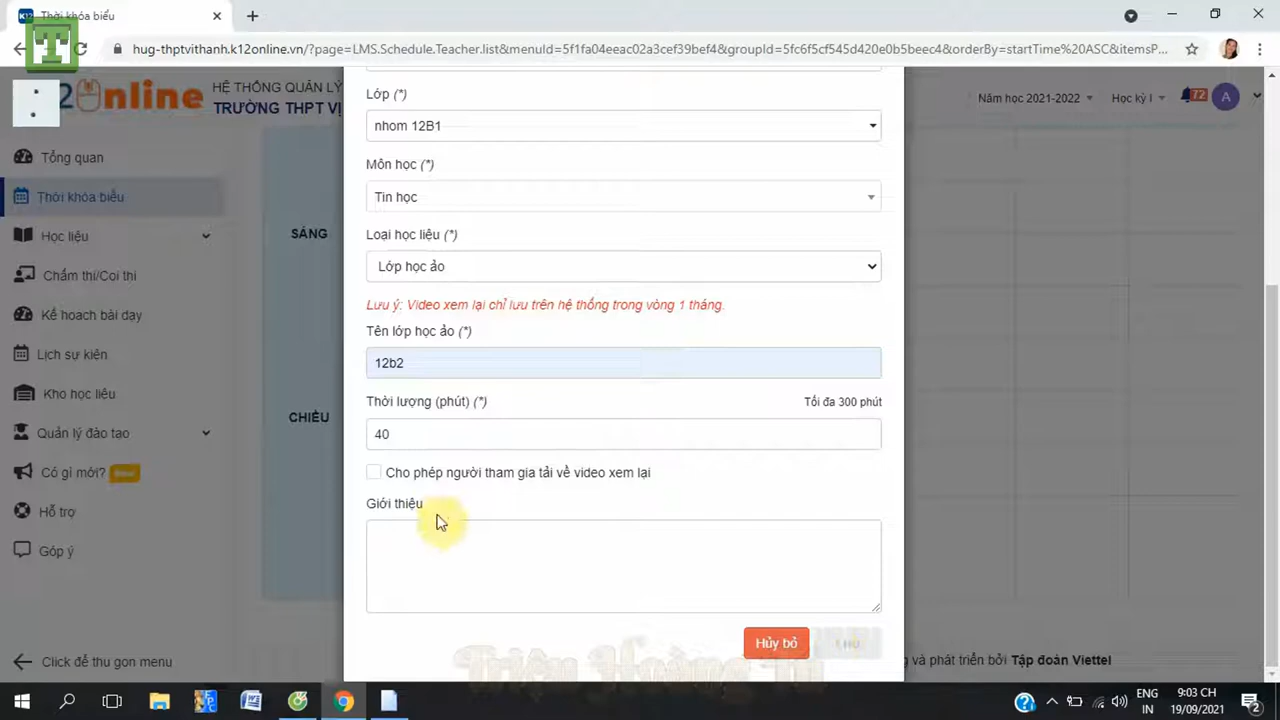 Thời khóa biểu
hug-thptvithanh.k12online.vn/?page=LMS.Schedule.Teacher.list&menuId=5f1fa04eeac02a3cef39bef4&groupId=5fc6f5cf545d420e0b5beec4&orderBy=startTime%20ASC&itemsP...
HỆ THỐNG QUẢN LÝ
TRƯỜNG THPT VỊ
Năm học 2021-2022
Học kỳ I
72
A
Tổng quan
Thời khóa biểu
Học liệu
Chấm thi/Coi thi
Kế hoạch bài dạy
Lịch sự kiện
Kho học liệu
Quản lý đào tạo
Có gì mới? New
Hỗ trợ
Góp ý
Click để thu gọn menu
SÁNG
CHIỀU
Lớp (*)
nhom 12B1
Môn học (*)
Tin học
Loại học liệu (*)
Lớp học ảo
Lưu ý: Video xem lại chỉ lưu trên hệ thống trong vòng 1 tháng.
Tên lớp học ảo (*)
12b2
Thời lượng (phút) (*)
Tối đa 300 phút
40
Cho phép người tham gia tải về video xem lại
Giới thiệu
Hủy bỏ
và phát triển bởi Tập đoàn Viettel
ENG
IN
9:03 CH
19/09/2021
2